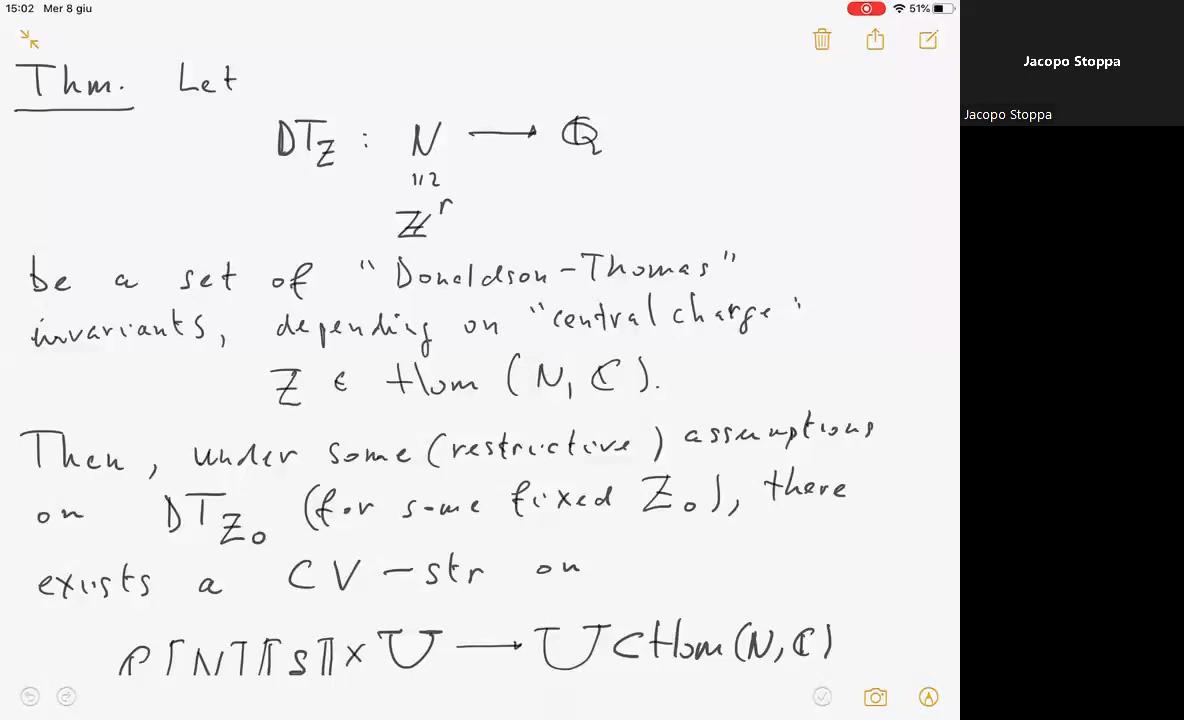 15:02 Mer 8 giu
51%
Jacopo Stoppa
Jacopo Stoppa
Thm. Let
DT_Z : N ⟶ ℚ
≅
ℤ^r
be a set of "Donaldson-Thomas"
invariants, depending on "central charge"
Z ∈ Hom (N, ℂ).
Then, under some (restrictive) assumptions
on DT_{Z_0} (for some fixed Z_0), there
exists a CV-str on
[N][[s]] × U ⟶ U ⊂ Hom (N, ℂ)